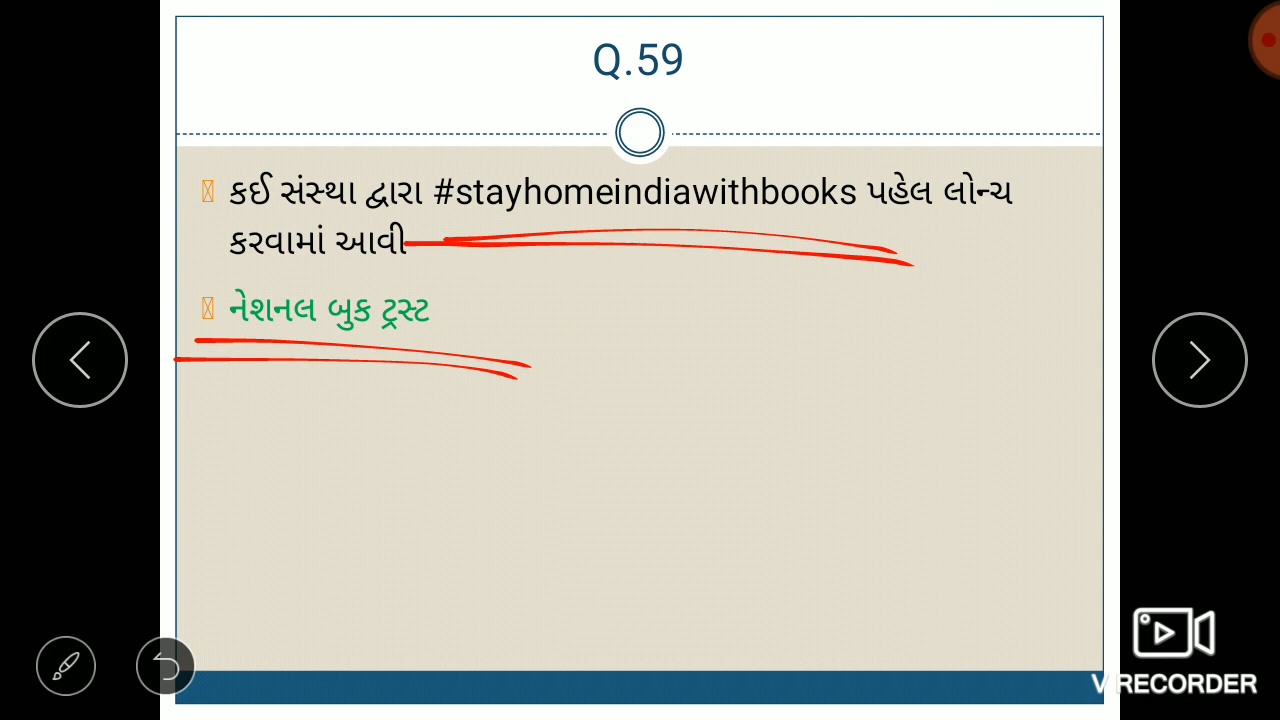 Q.59
કઈ સંસ્થા દ્વારા #stayhomeindiawithbooks પહેલ લોન્ચ
કરવામાં આવી
નેશનલ બુક ટ્રસ્ટ
V RECORDER